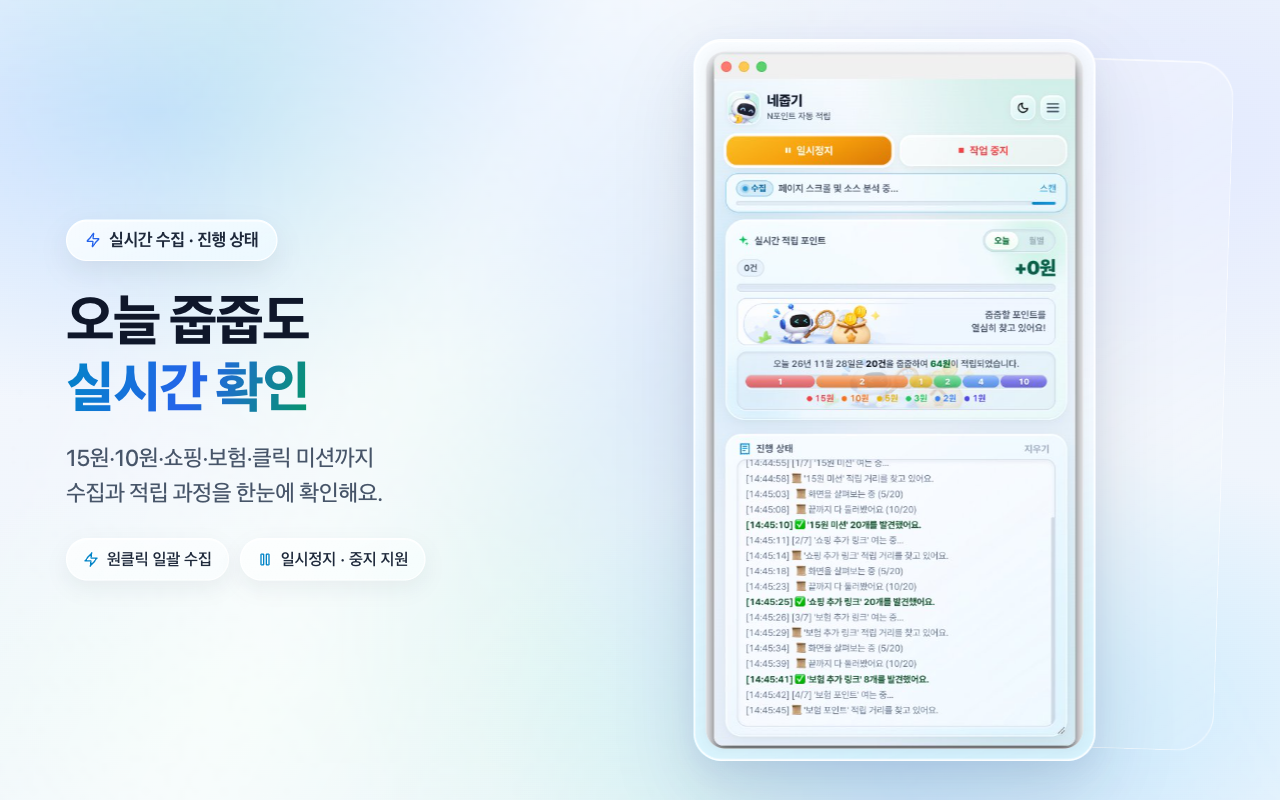 실시간 수집 · 진행 상태
오늘 줍줍도
실시간 확인
15원·10원·쇼핑·보험·클릭 미션까지
수집과 적립 과정을 한눈에 확인해요.
원클릭 일괄 수집
일시정지 · 중지 지원
네줍기
N포인트 자동 적립
일시정지
작업 중지
수집
페이지 스크롤 및 소스 분석 중...
스캔
실시간 적립 포인트
오늘
월별
0건
+0원
줍줍할 포인트를
열심히 찾고 있어요!
오늘 26년 11월 28일은 20건을 줍줍하여 64원이 적립되었습니다.
1 2 1 2 4 10
15원 10원 5원 3원 2원 1원
진행 상태
지우기
[14:44:55] [1/7] '15원 미션' 여는 중...
[14:44:58] '15원 미션' 적립 거리를 찾고 있어요.
[14:45:03] 화면을 살펴보는 중 (5/20)
[14:45:08] 끝까지 다 둘러봤어요 (10/20)
[14:45:10] ✅ '15원 미션' 20개를 발견했어요.
[14:45:11] [2/7] '쇼핑 추가 링크' 여는 중...
[14:45:14] '쇼핑 추가 링크' 적립 거리를 찾고 있어요.
[14:45:18] 화면을 살펴보는 중 (5/20)
[14:45:23] 끝까지 다 둘러봤어요 (10/20)
[14:45:25] ✅ '쇼핑 추가 링크' 20개를 발견했어요.
[14:45:26] [3/7] '보험 추가 링크' 여는 중...
[14:45:29] '보험 추가 링크' 적립 거리를 찾고 있어요.
[14:45:34] 화면을 살펴보는 중 (5/20)
[14:45:39] 끝까지 다 둘러봤어요 (10/20)
[14:45:41] ✅ '보험 추가 링크' 8개를 발견했어요.
[14:45:42] [4/7] '보험 포인트' 여는 중...
[14:45:45] '보험 포인트' 적립 거리를 찾고 있어요.